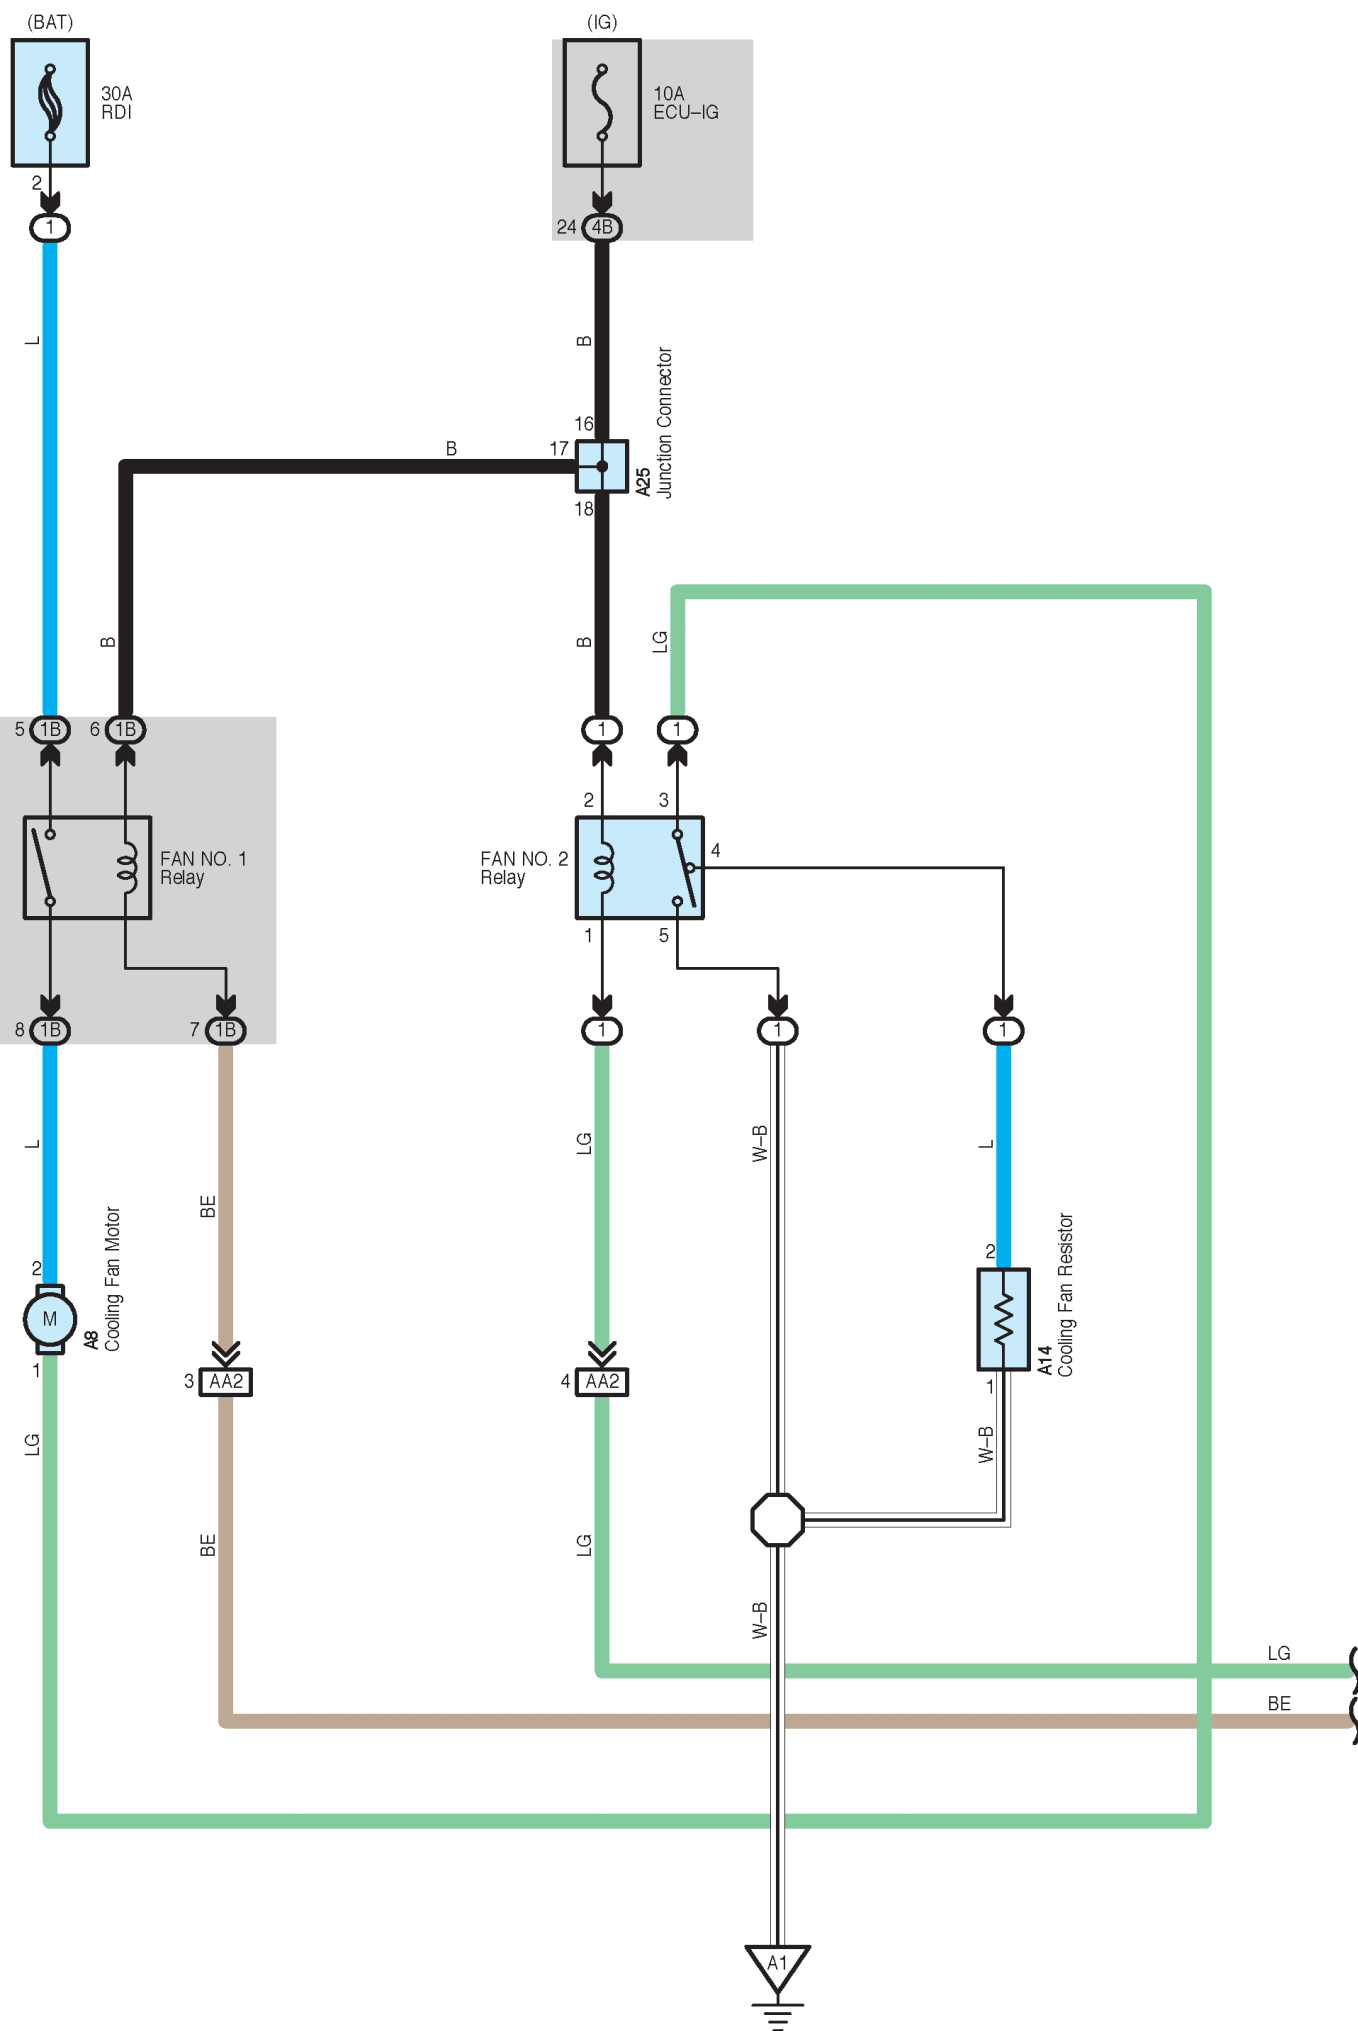 (BAT)
(IG)
30A
RDI
10A
ECU–IG
2
1
24
4B
L
B
16
17
B
18
A25
Junction Connector
B
B
LG
5
1B
6
1B
1
1
2
3
4
FAN NO. 1
Relay
FAN NO. 2
Relay
1
5
8
1B
7
1B
1
1
1
L
BE
LG
W–B
L
2
M
1
A8
Cooling Fan Motor
2
1
A14
Cooling Fan Resistor
3
AA2
4
AA2
LG
BE
LG
W–B
W–B
LG
BE
A1